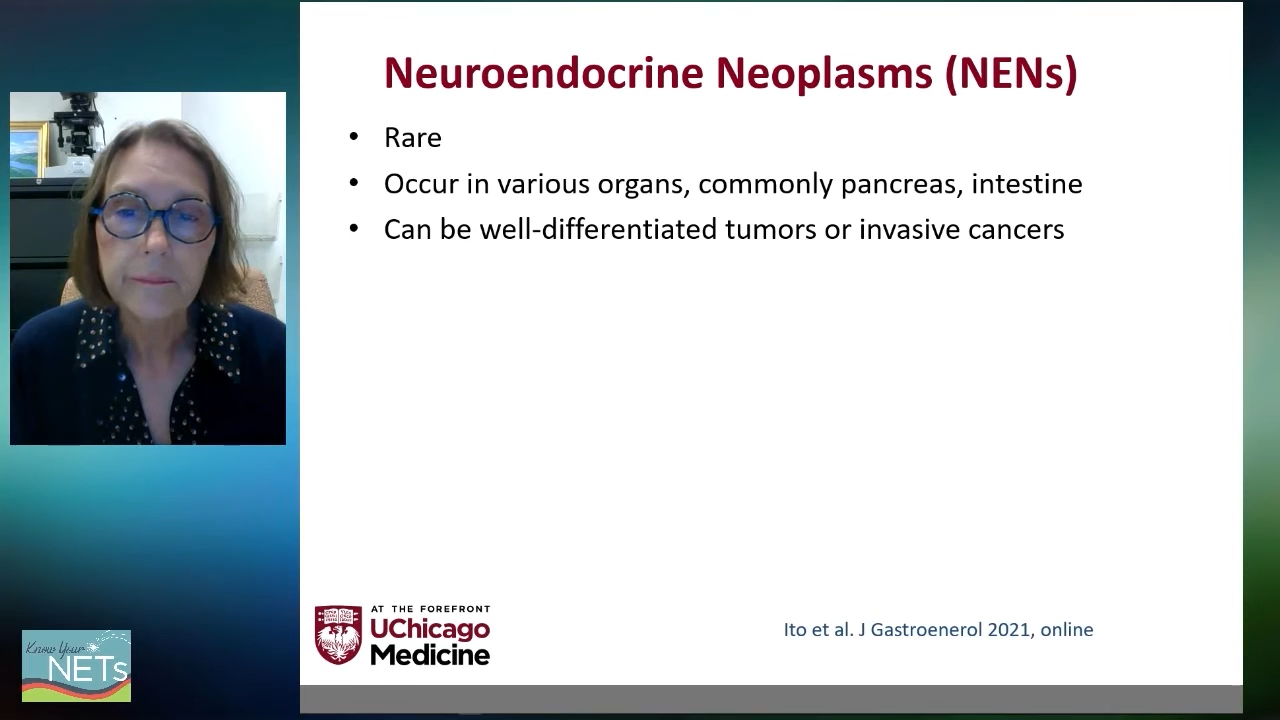 Neuroendocrine Neoplasms (NENs)
• Rare
• Occur in various organs, commonly pancreas, intestine
• Can be well-differentiated tumors or invasive cancers
AT THE FOREFRONT
UChicago
Medicine
Ito et al. J Gastroenerol 2021, online
Know Your
NETs